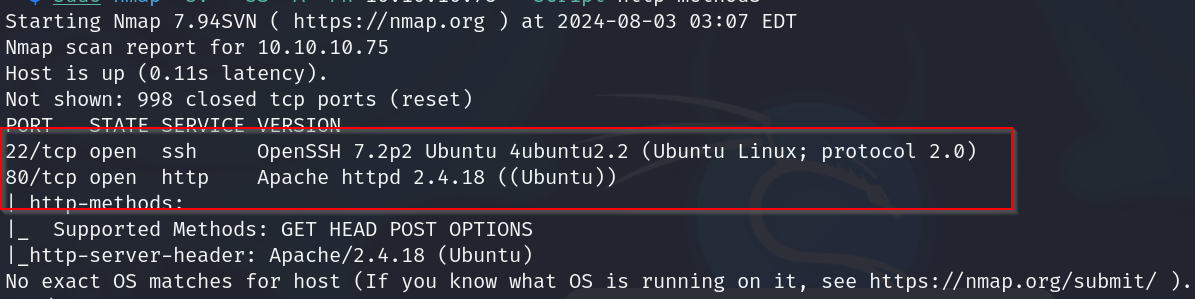 Starting Nmap 7.94SVN ( https://nmap.org ) at 2024-08-03 03:07 EDT
Nmap scan report for 10.10.10.75
Host is up (0.11s latency).
Not shown: 998 closed tcp ports (reset)
PORT   STATE SERVICE VERSION
22/tcp open  ssh     OpenSSH 7.2p2 Ubuntu 4ubuntu2.2 (Ubuntu Linux; protocol 2.0)
80/tcp open  http    Apache httpd 2.4.18 ((Ubuntu))
| http-methods:
|_  Supported Methods: GET HEAD POST OPTIONS
|_http-server-header: Apache/2.4.18 (Ubuntu)
No exact OS matches for host (If you know what OS is running on it, see https://nmap.org/submit/ ).